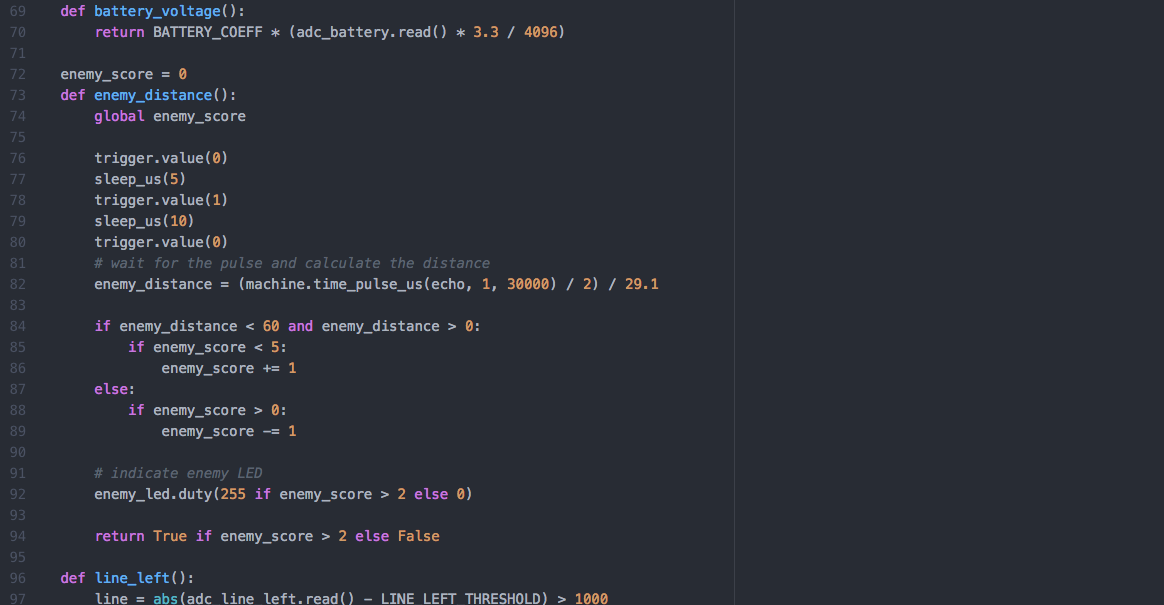 69 def battery_voltage():
70     return BATTERY_COEFF * (adc_battery.read() * 3.3 / 4096)
71
72 enemy_score = 0
73 def enemy_distance():
74     global enemy_score
75
76     trigger.value(0)
77     sleep_us(5)
78     trigger.value(1)
79     sleep_us(10)
80     trigger.value(0)
81     # wait for the pulse and calculate the distance
82     enemy_distance = (machine.time_pulse_us(echo, 1, 30000) / 2) / 29.1
83
84     if enemy_distance < 60 and enemy_distance > 0:
85         if enemy_score < 5:
86             enemy_score += 1
87     else:
88         if enemy_score > 0:
89             enemy_score -= 1
90
91     # indicate enemy LED
92     enemy_led.duty(255 if enemy_score > 2 else 0)
93
94     return True if enemy_score > 2 else False
95
96 def line_left():
97     line = abs(adc_line_left.read() - LINE_LEFT_THRESHOLD) > 1000